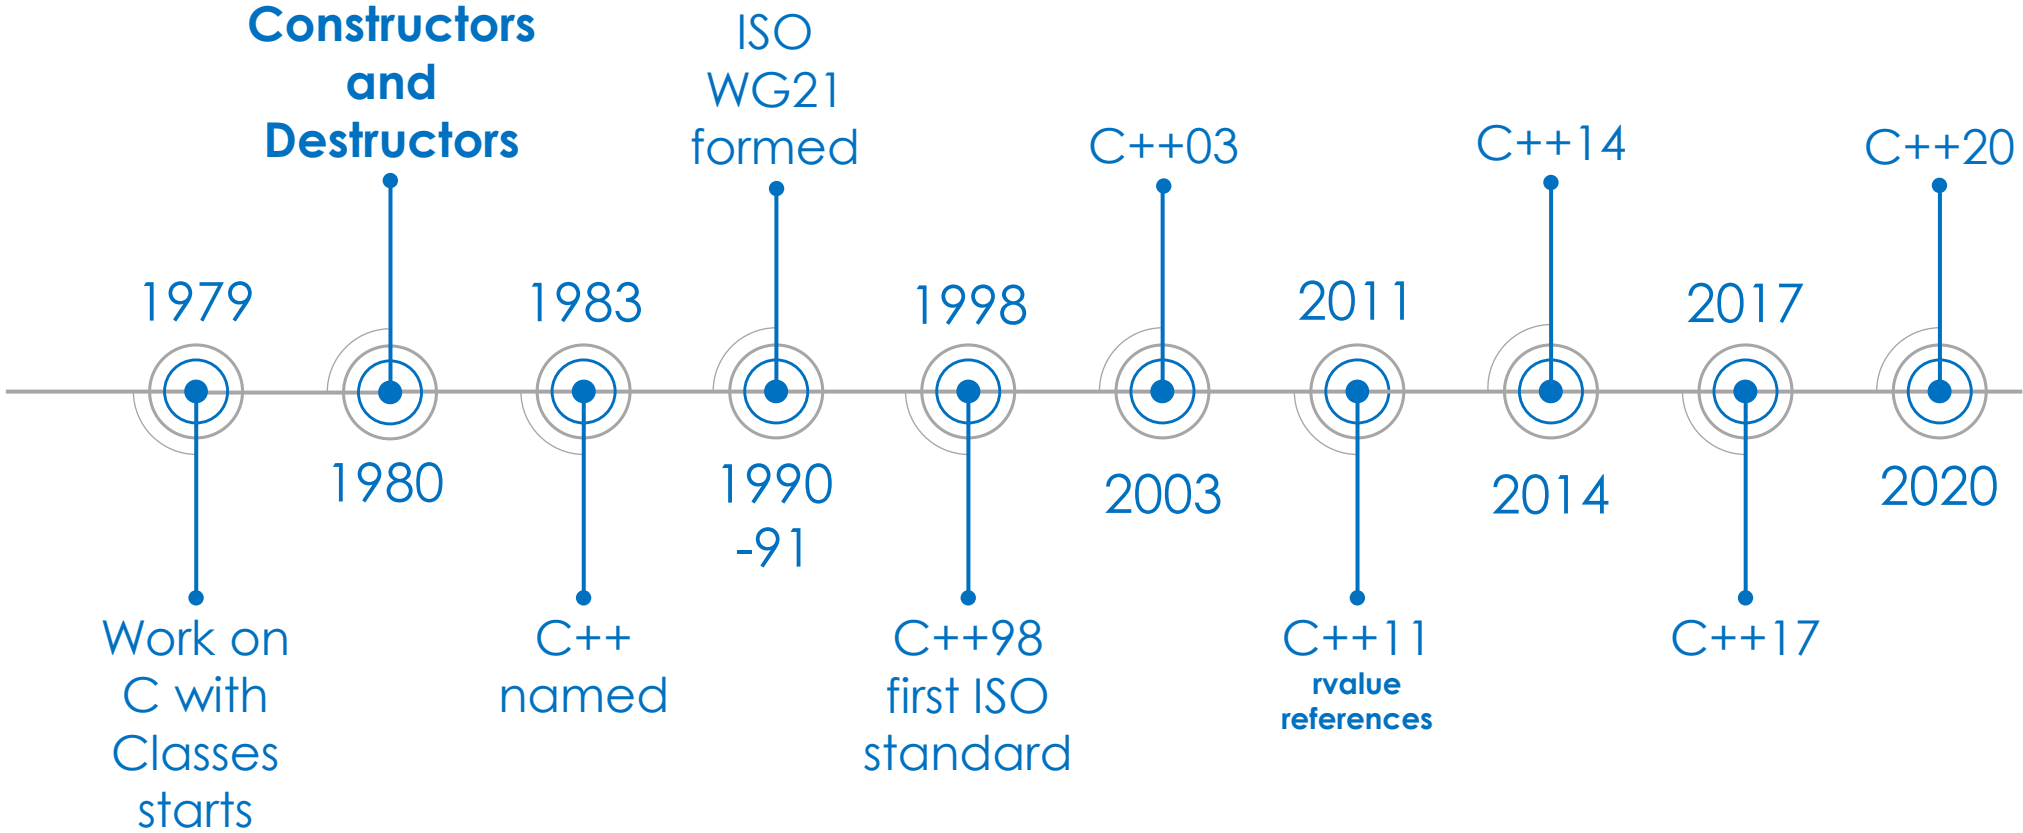 Constructors
and
Destructors
1980
ISO
WG21
formed
1990
-91
C++03
2003
C++14
2014
C++20
2020
1979
Work on
C with
Classes
starts
1983
C++
named
1998
C++98
first ISO
standard
2011
C++11
rvalue
references
2017
C++17